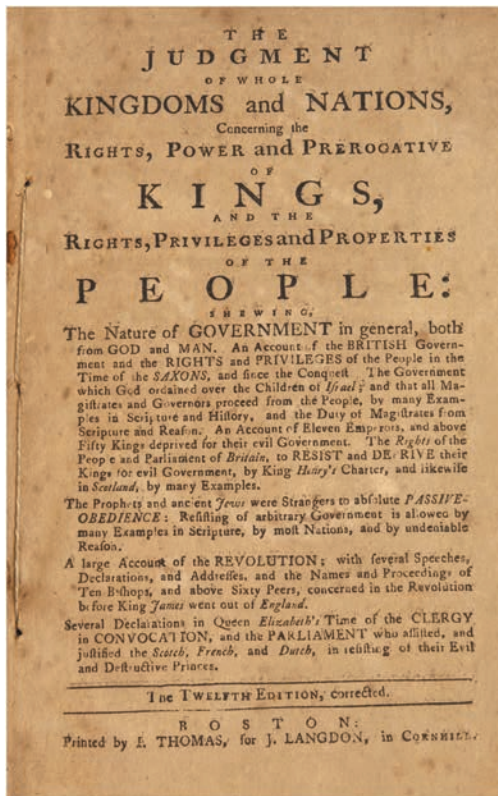 THE
JUDGMENT
OF WHOLE
KINGDOMS and NATIONS,
Concerning the
RIGHTS, POWER and PREROGATIVE
OF
KINGS,
AND THE
RIGHTS, PRIVILEGES and PROPERTIES
OF THE
PEOPLE:
SHEWING,
The Nature of GOVERNMENT in general, both
from GOD and MAN. An Account of the BRITISH Govern-
ment and the RIGHTS and PRIVILEGES of the People in the
Time of the SAXONS, and ſince the Conqueſt. The Government
which God ordained over the Children of Iſrael; and that all Ma-
giſtrates and Governors proceed from the People, by many Exam-
ples in Scripture and Hiſtory, and the Duty of Magiſtrates from
Scripture and Reaſon. An Account of Eleven Emperors, and above
Fifty Kings deprived for their evil Government. The Rights of the
People and Parliament of Britain, to RESIST and DEPRIVE their
Kings for evil Government, by King Henry's Charter, and likewiſe
in Scotland, by many Examples.
The Prophets and ancient Jews were Strangers to abſolute PASSIVE-
OBEDIENCE: Reſiſting of arbitrary Government is allowed by
many Examples in Scripture, by moſt Nations, and by undeniable
Reaſon.
A large Account of the REVOLUTION; with ſeveral Speeches,
Declarations, and Addreſſes, and the Names and Proceedings of
Ten Biſhops, and above Sixty Peers, concerned in the Revolution
before King James went out of England.
Several Declarations in Queen Elizabeth's Time of the CLERGY
in CONVOCATION, and the PARLIAMENT who aſſiſted, and
juſtified the Scotch, French, and Dutch, in reſiſting of their Evil
and Deſtructive Princes.
The TWELFTH EDITION, corrected.
BOSTON:
Printed by I. THOMAS, for J. LANGDON, in CORNHILL.